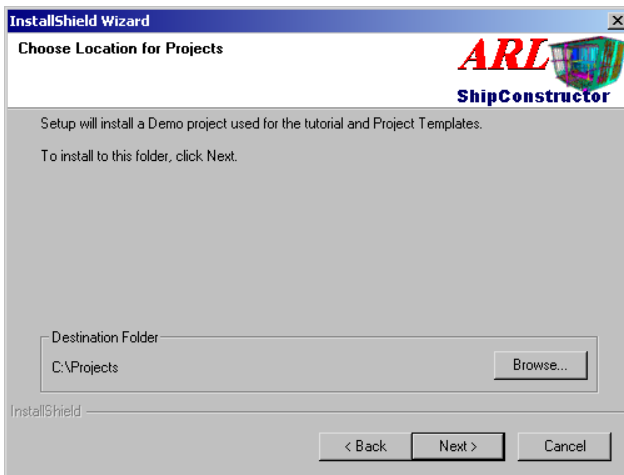 InstallShield Wizard
Choose Location for Projects
ARL
ShipConstructor
Setup will install a Demo project used for the tutorial and Project Templates.
To install to this folder, click Next.
Destination Folder
C:\Projects
Browse...
InstallShield
< Back
Next >
Cancel